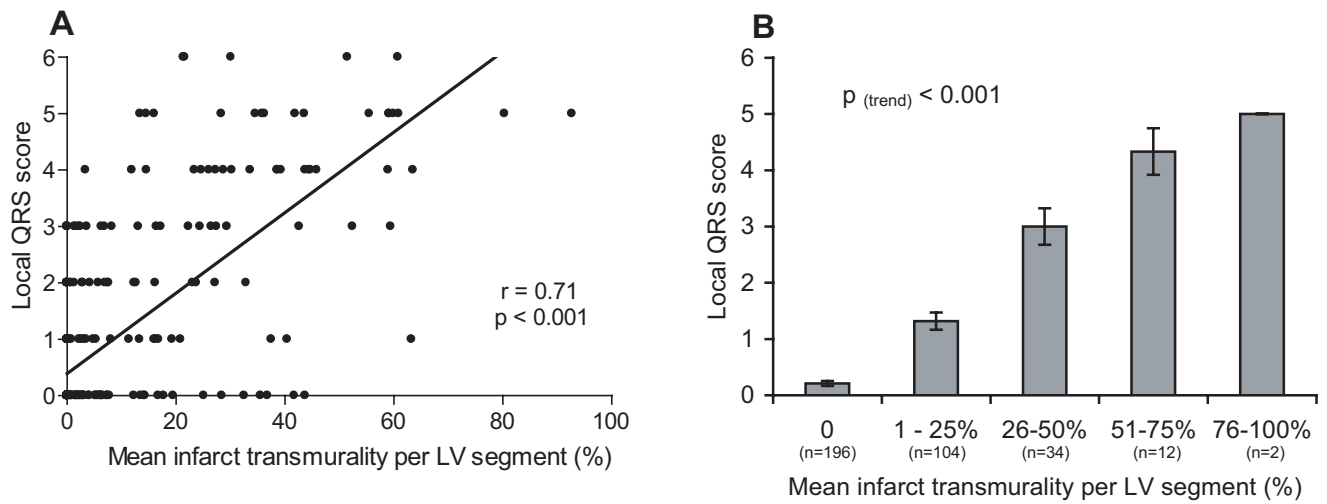 A
6
5
4
3
2
1
0
Local QRS score
r = 0.71
p < 0.001
0 20 40 60 80 100
Mean infarct transmurality per LV segment (%)
B
6
5
4
3
2
1
0
Local QRS score
p (trend) < 0.001
0 1 - 25% 26-50% 51-75% 76-100%
(n=196) (n=104) (n=34) (n=12) (n=2)
Mean infarct transmurality per LV segment (%)